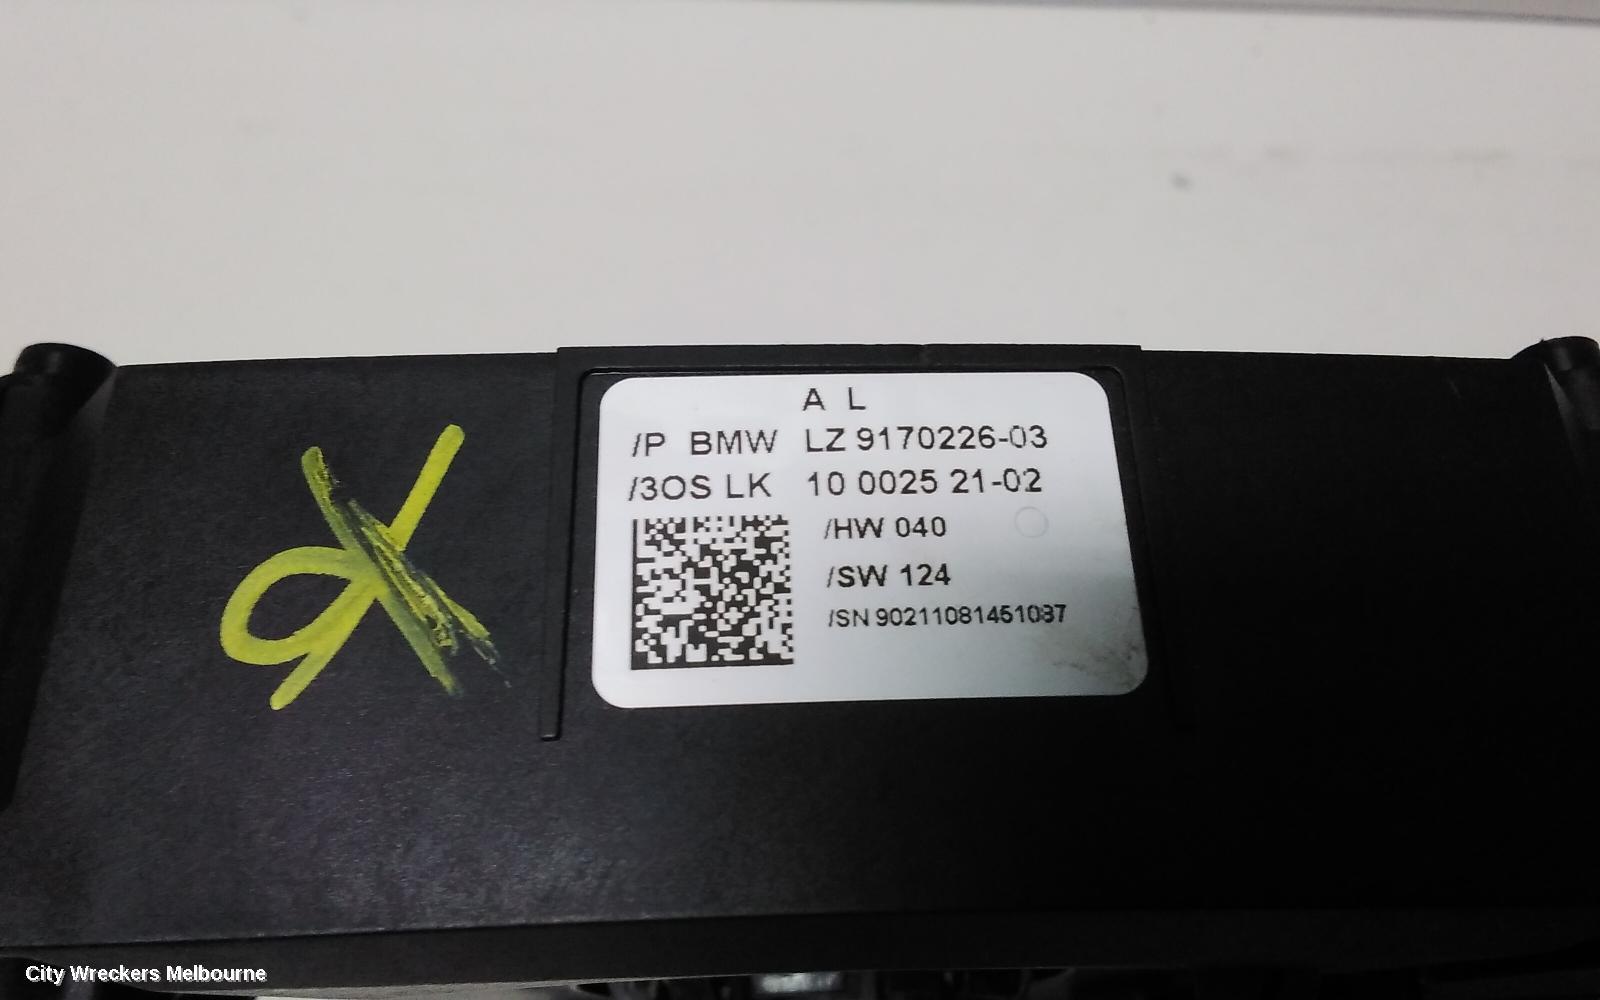 A L
/P BMW LZ 9170226-03
/3OS LK 10 0025 21-02
/HW 040
/SW 124
/SN 90211081451087
City Wreckers Melbourne